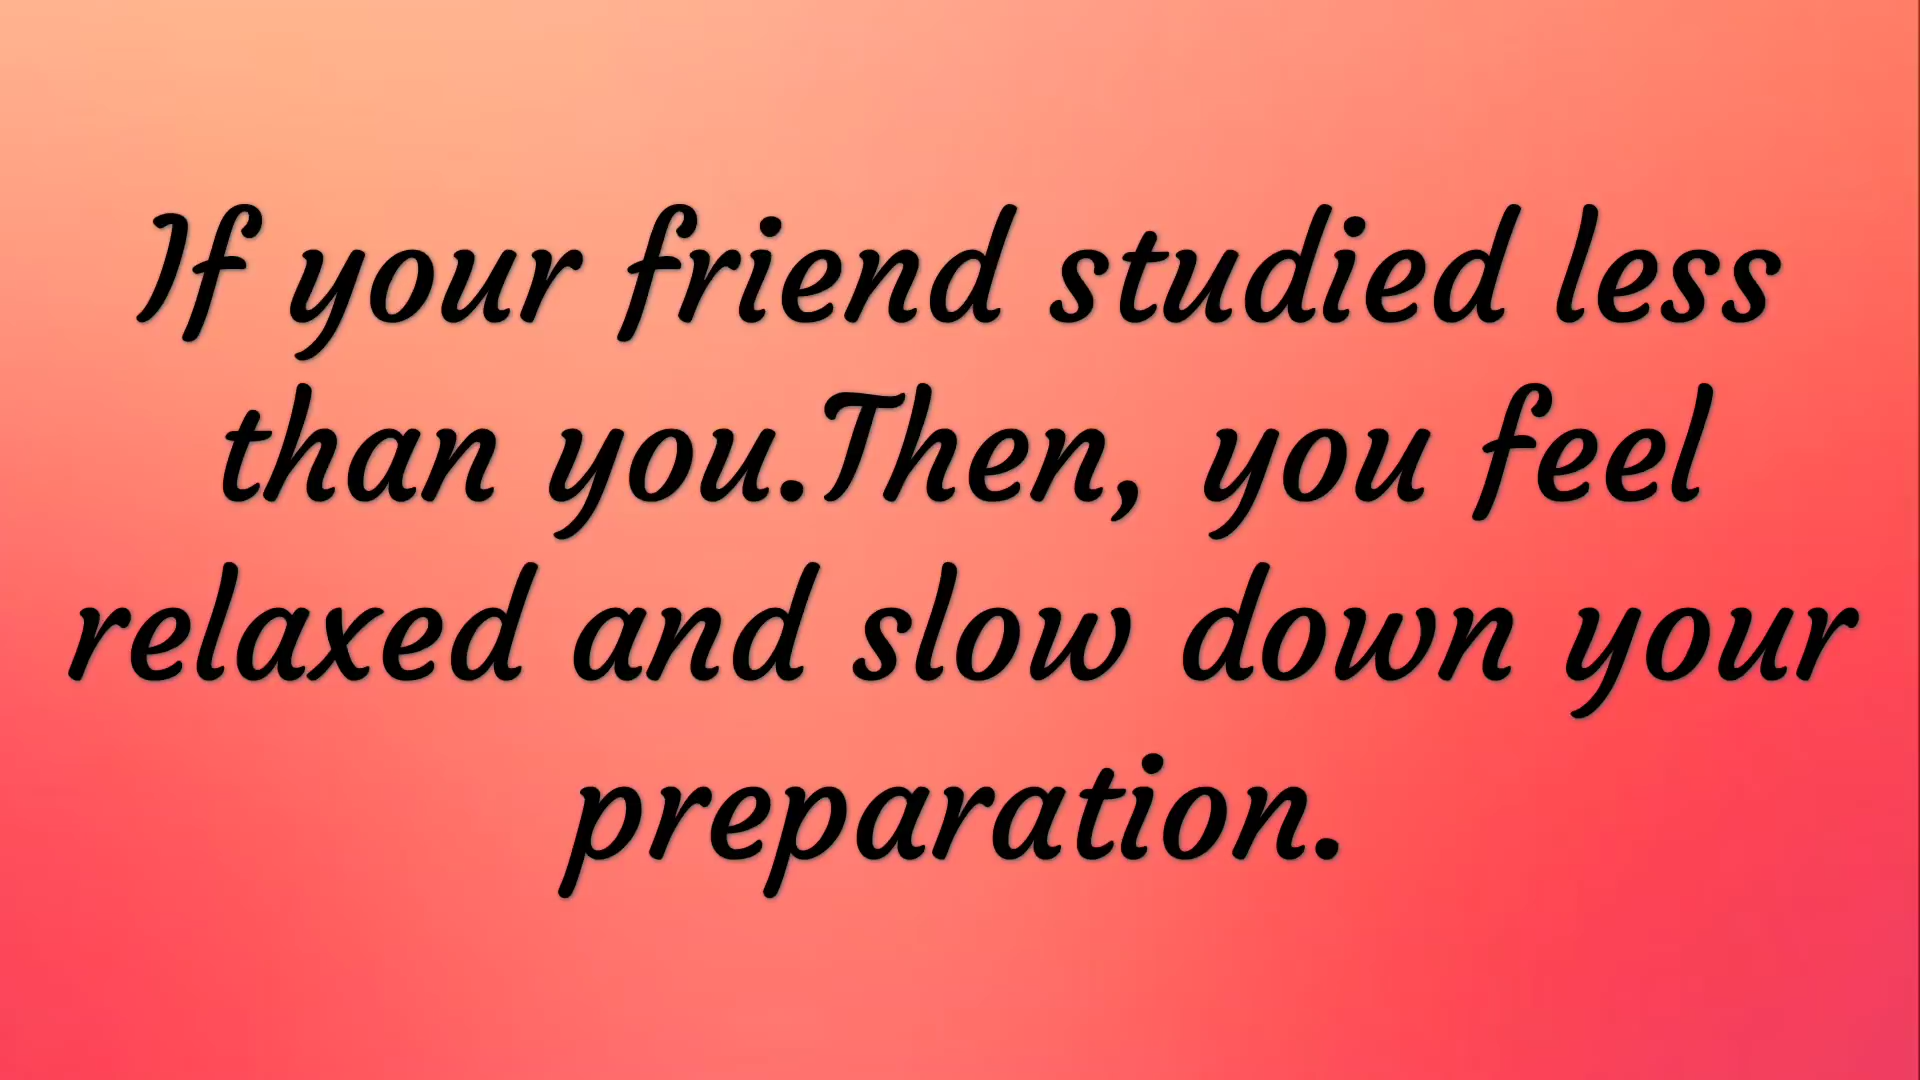 If your friend studied less
than you.Then, you feel
relaxed and slow down your
preparation.